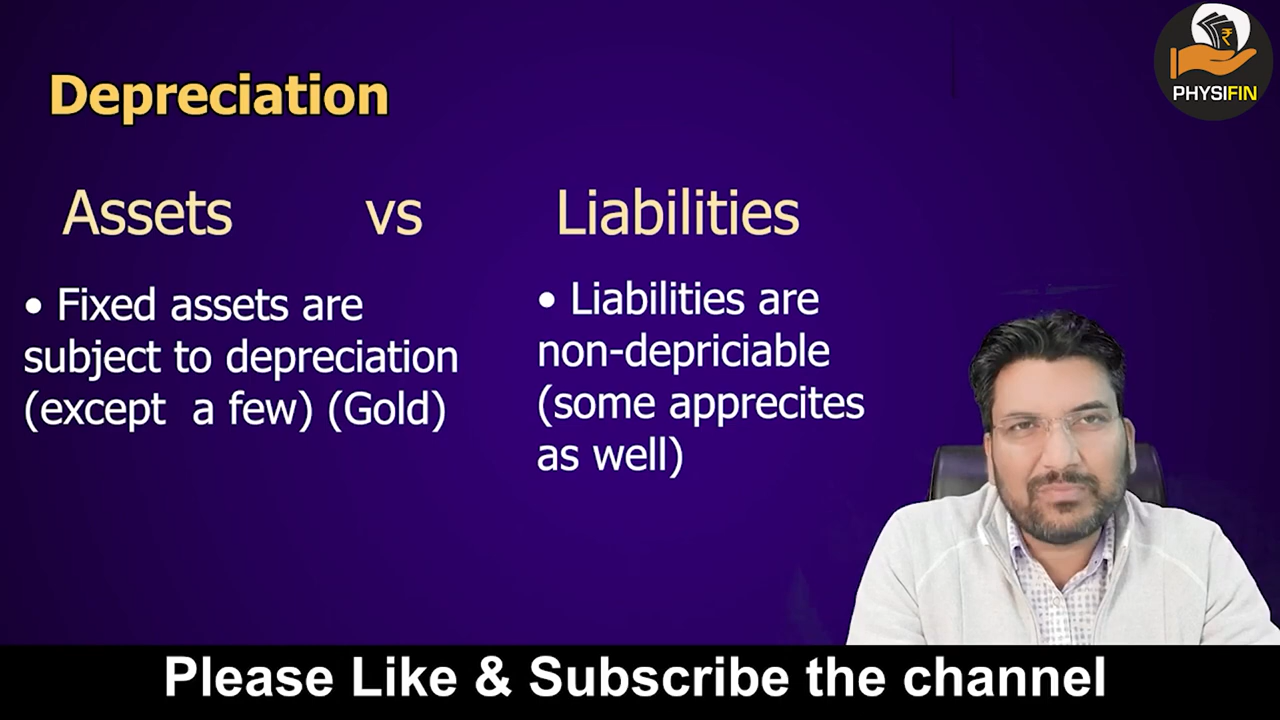 PHYSIFIN
Depreciation
Assets vs Liabilities
• Fixed assets are
subject to depreciation
(except a few) (Gold)
• Liabilities are
non-depriciable
(some apprecites
as well)
Please Like & Subscribe the channel